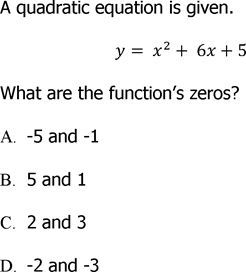 A quadratic equation is given.
y = x² + 6x + 5
What are the function's zeros?
A. -5 and -1
B. 5 and 1
C. 2 and 3
D. -2 and -3